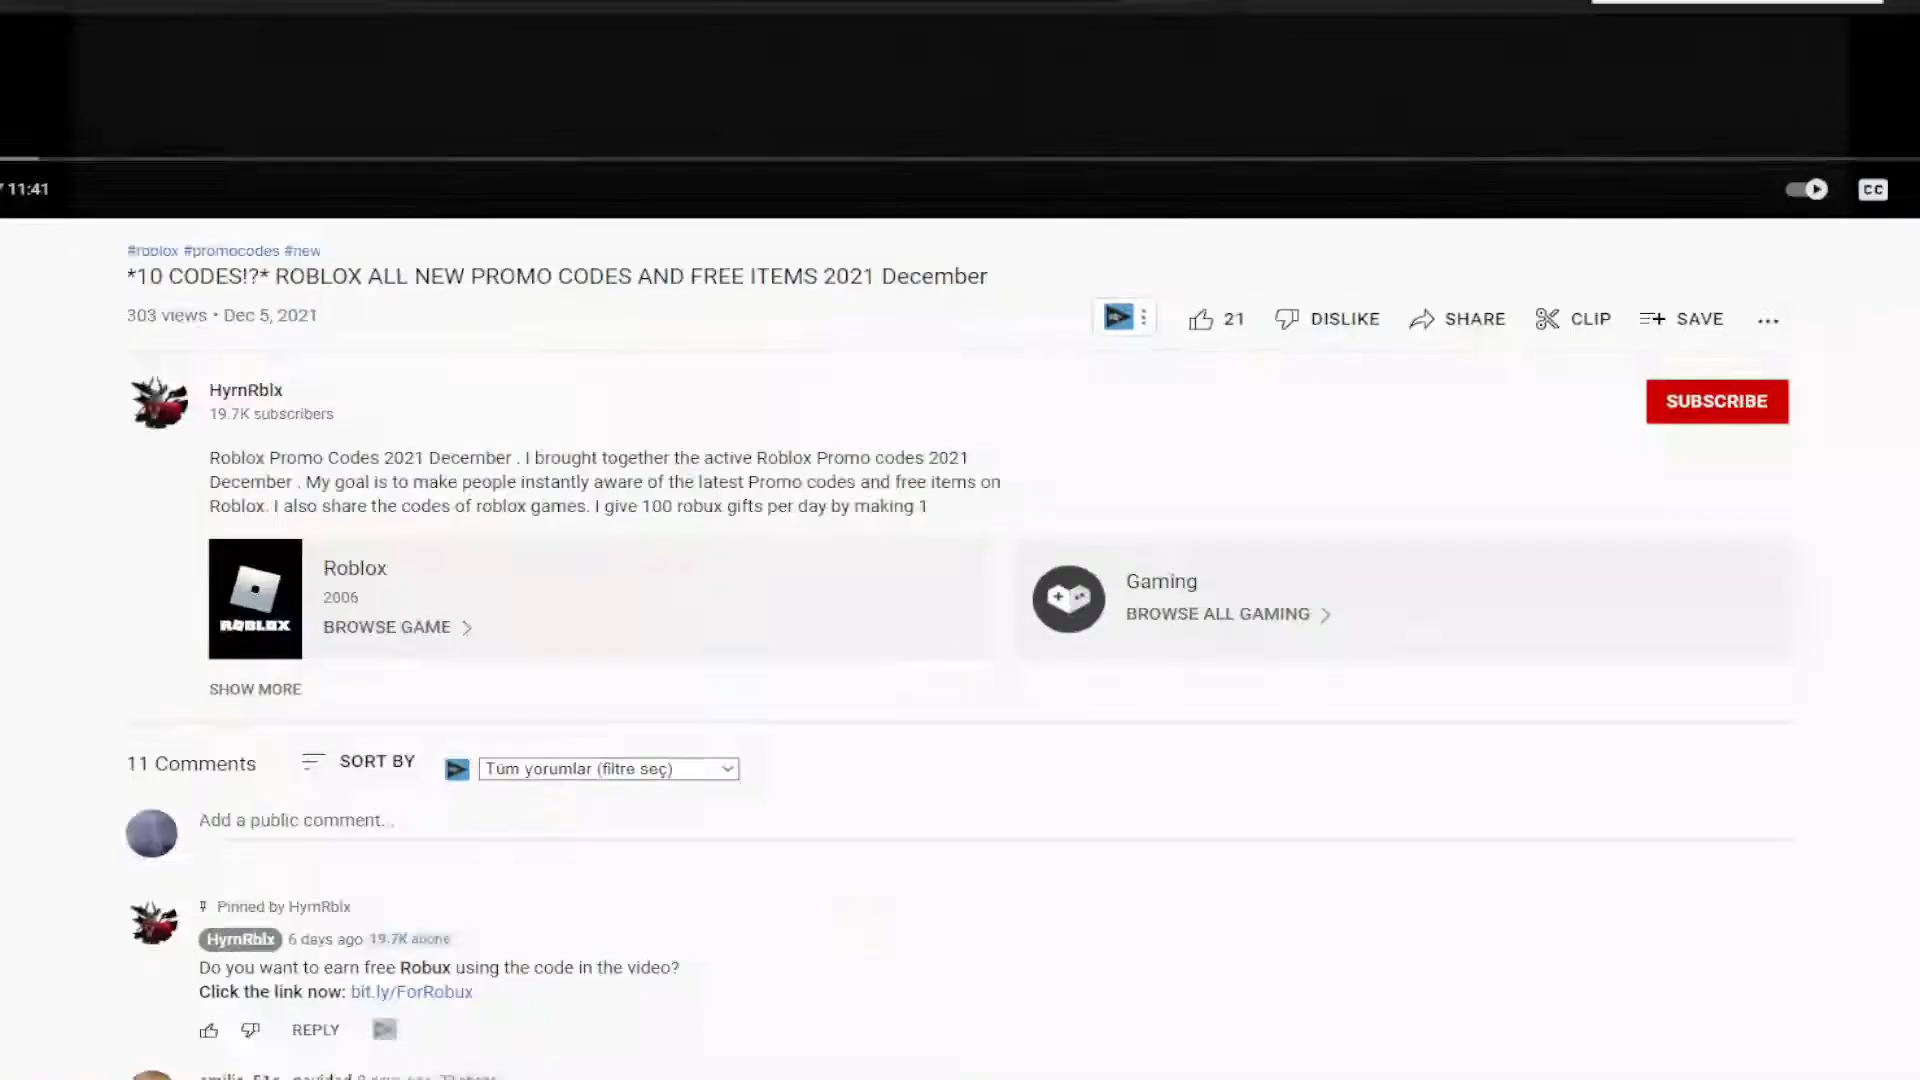 11:41
CC
#roblox #promocodes #new
*10 CODES!?* ROBLOX ALL NEW PROMO CODES AND FREE ITEMS 2021 December
303 views • Dec 5, 2021
21 DISLIKE SHARE CLIP SAVE
HyrnRblx
19.7K subscribers
SUBSCRIBE
Roblox Promo Codes 2021 December . I brought together the active Roblox Promo codes 2021
December . My goal is to make people instantly aware of the latest Promo codes and free items on
Roblox. I also share the codes of roblox games. I give 100 robux gifts per day by making 1
ROBLOX
Roblox
2006
BROWSE GAME
Gaming
BROWSE ALL GAMING
SHOW MORE
11 Comments SORT BY Tüm yorumlar (filtre seç)
Add a public comment...
Pinned by HyrnRblx
HyrnRblx 6 days ago 19.7K abone
Do you want to earn free Robux using the code in the video?
Click the link now: bit.ly/ForRobux
REPLY